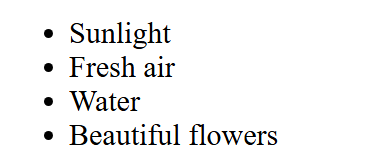 • Sunlight
• Fresh air
• Water
• Beautiful flowers